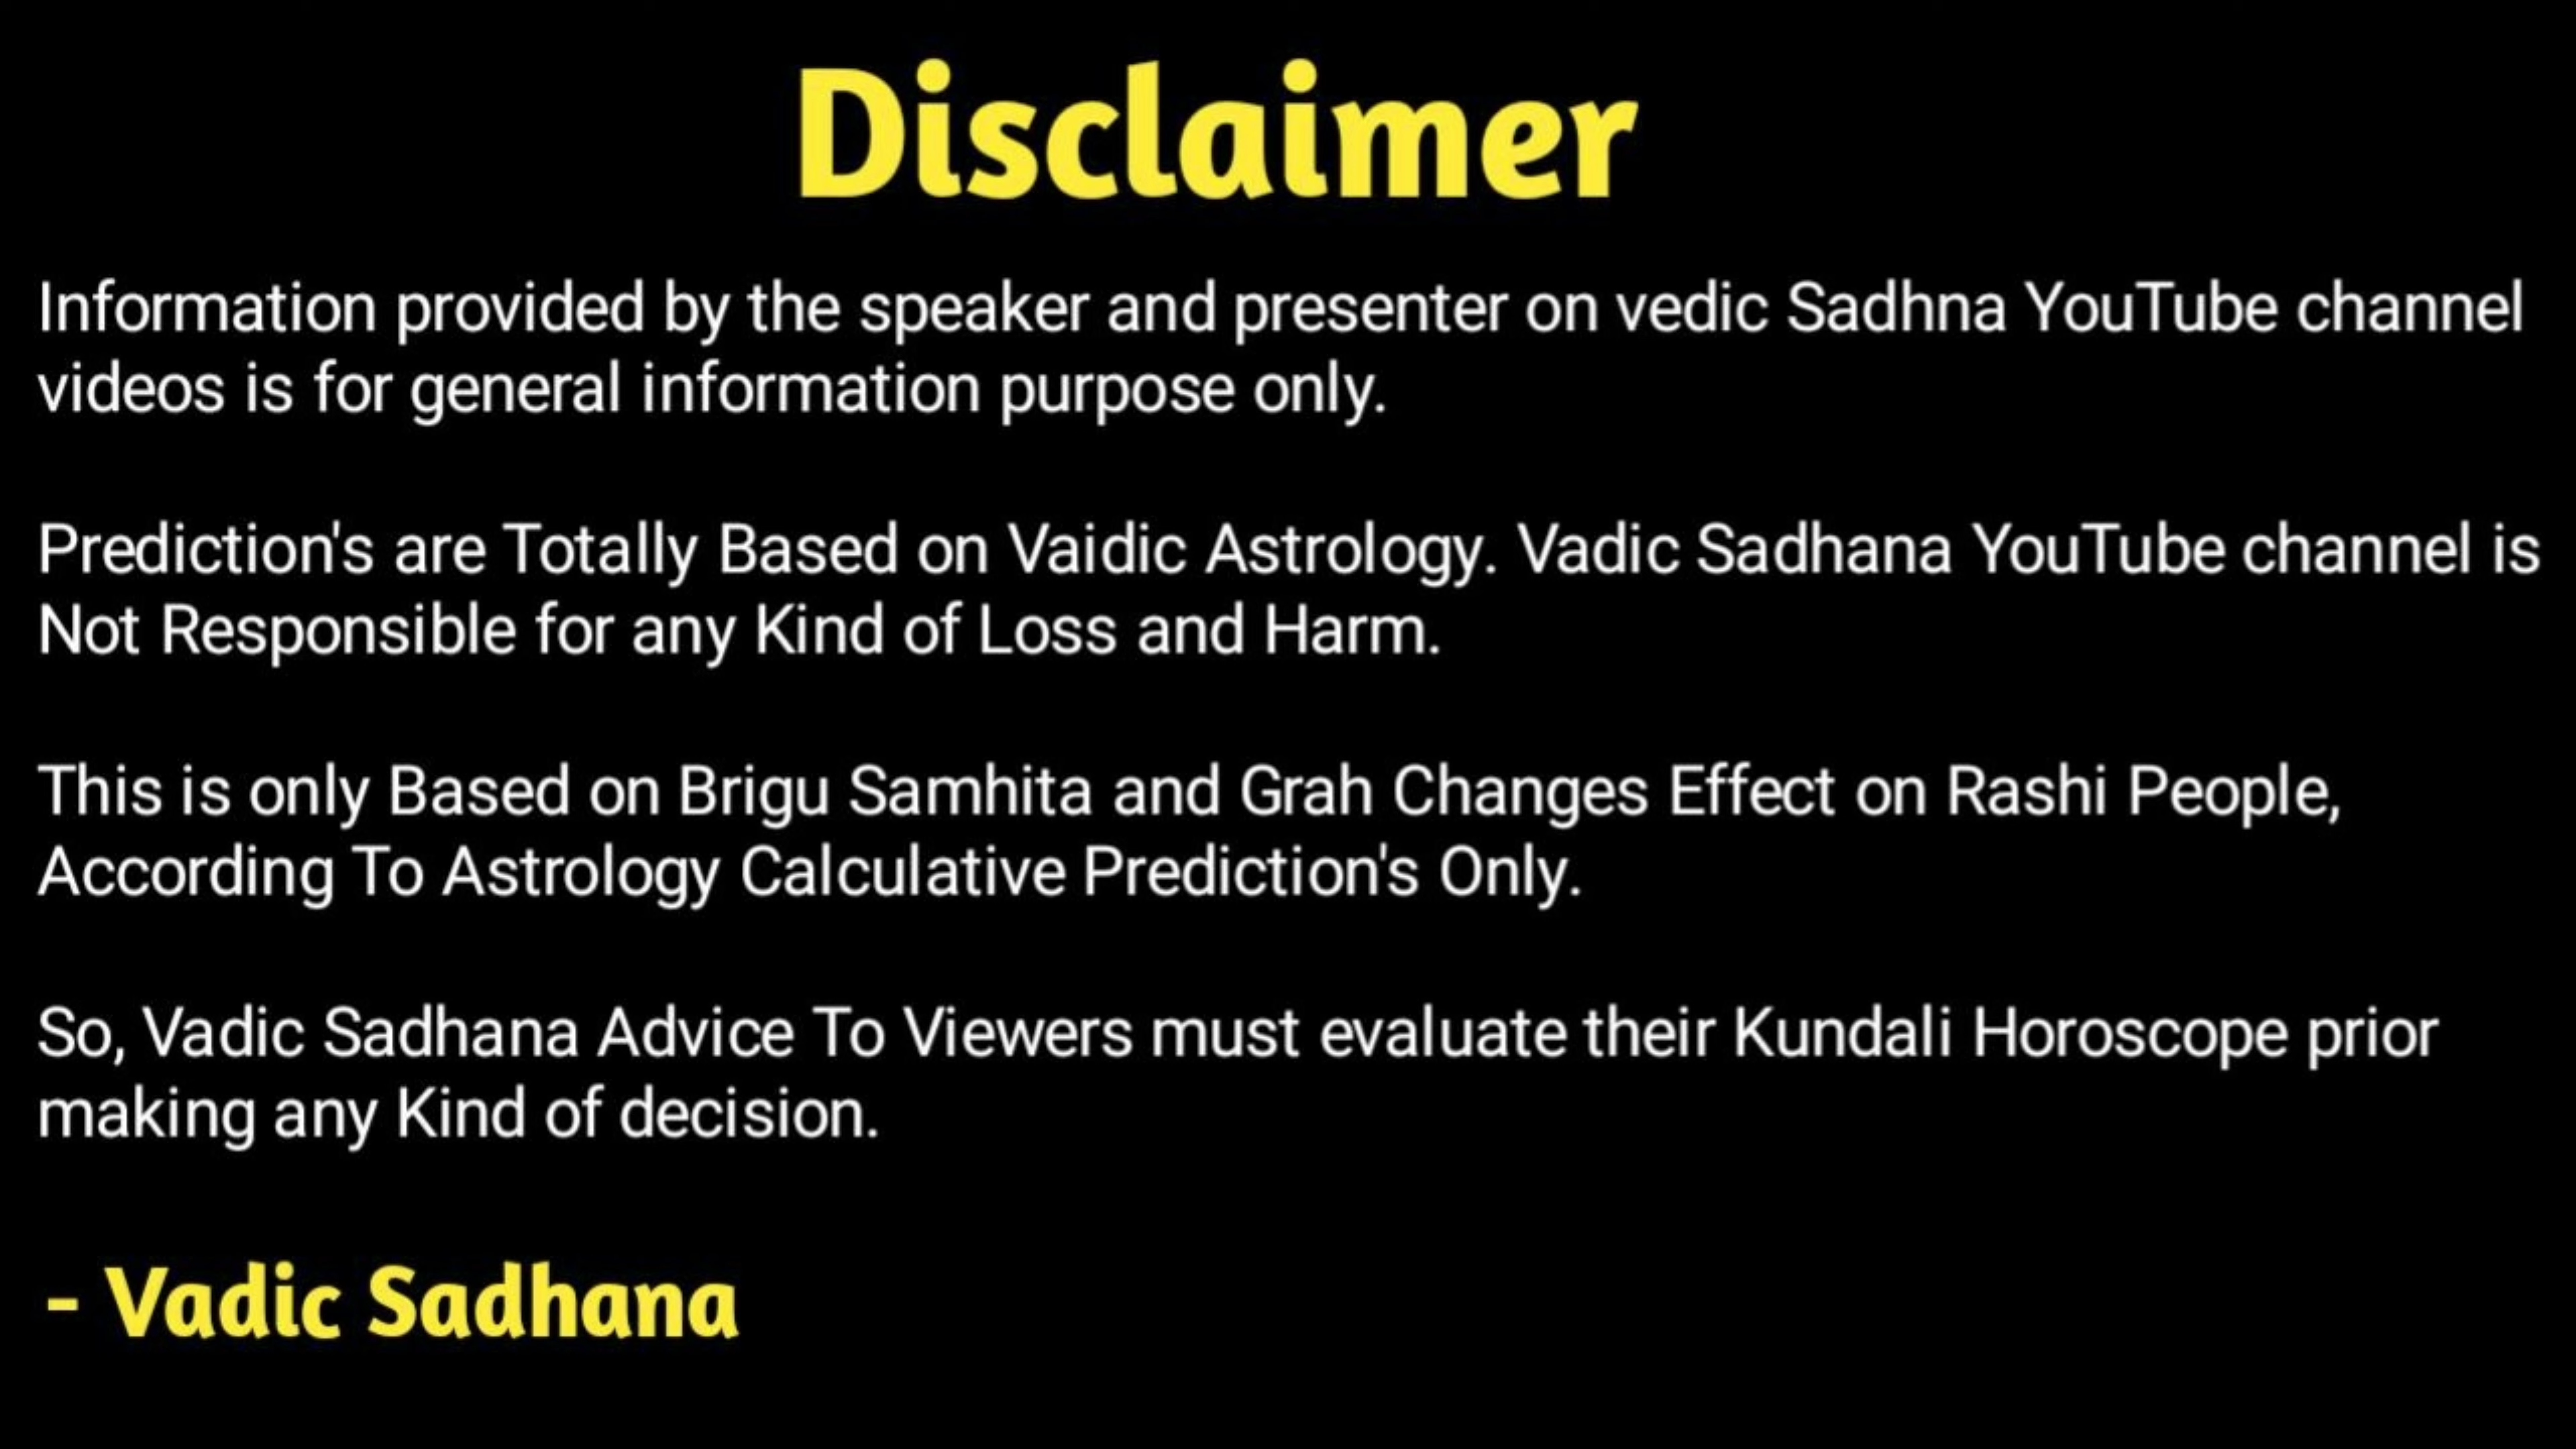 Disclaimer
Information provided by the speaker and presenter on vedic Sadhna YouTube channel
videos is for general information purpose only.
Prediction's are Totally Based on Vaidic Astrology. Vadic Sadhana YouTube channel is
Not Responsible for any Kind of Loss and Harm.
This is only Based on Brigu Samhita and Grah Changes Effect on Rashi People,
According To Astrology Calculative Prediction's Only.
So, Vadic Sadhana Advice To Viewers must evaluate their Kundali Horoscope prior
making any Kind of decision.
- Vadic Sadhana